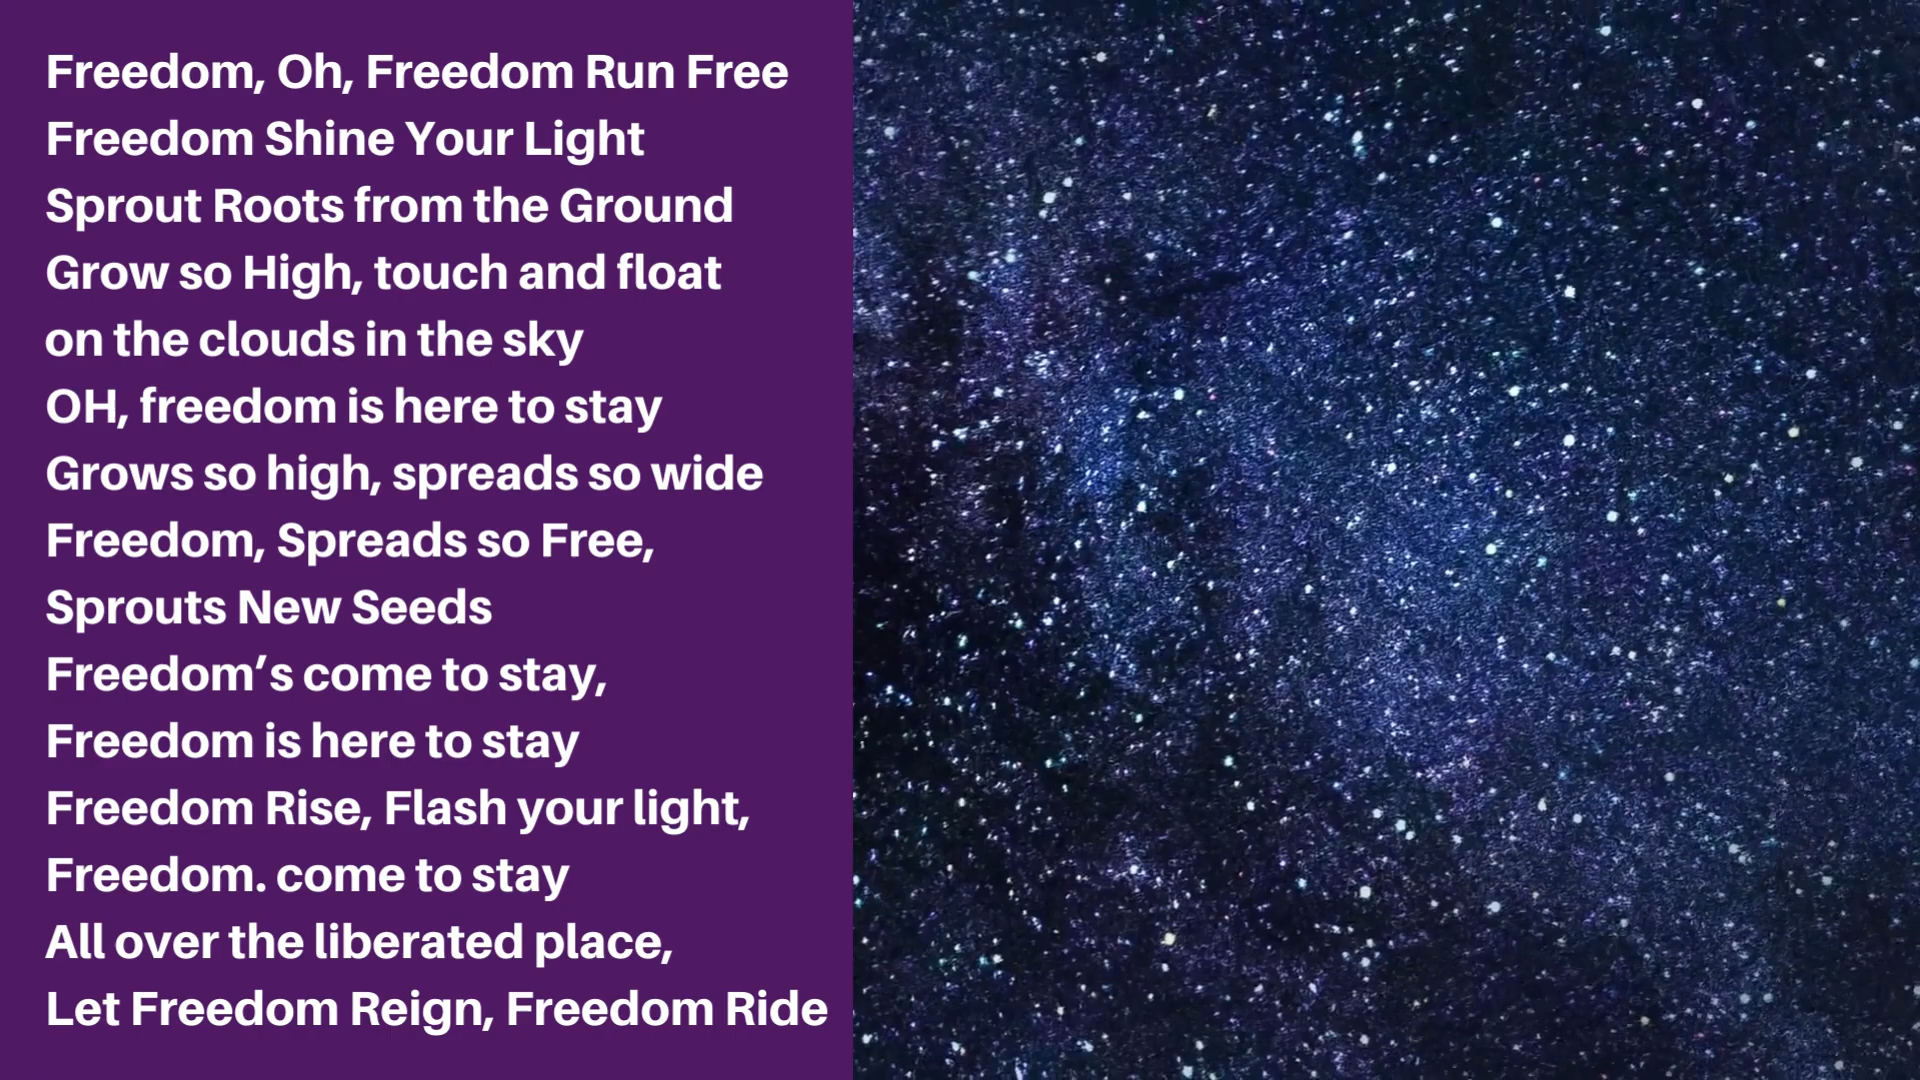 Freedom, Oh, Freedom Run Free
Freedom Shine Your Light
Sprout Roots from the Ground
Grow so High, touch and float
on the clouds in the sky
OH, freedom is here to stay
Grows so high, spreads so wide
Freedom, Spreads so Free,
Sprouts New Seeds
Freedom’s come to stay,
Freedom is here to stay
Freedom Rise, Flash your light,
Freedom. come to stay
All over the liberated place,
Let Freedom Reign, Freedom Ride